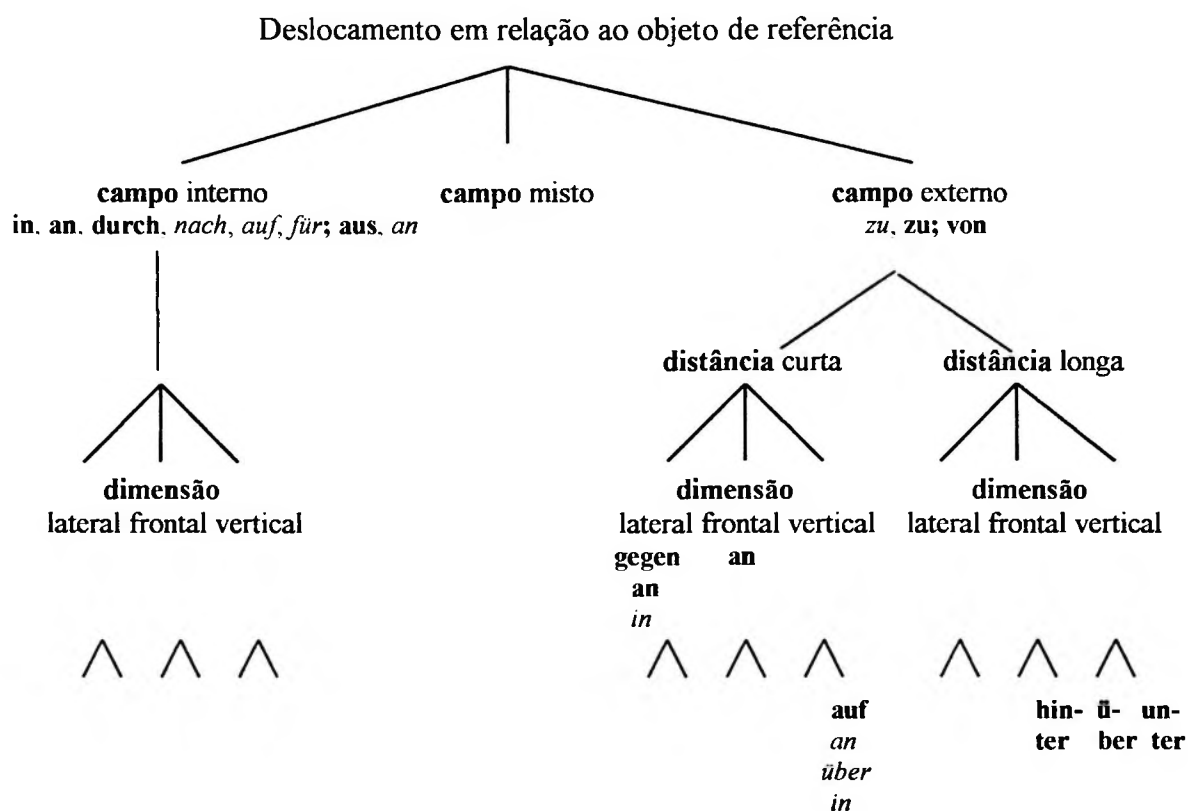 Deslocamento em relação ao objeto de referência
campo interno campo misto campo externo
in, an, durch, nach, auf, für; aus, an zu, zu; von
distância curta distância longa
dimensão dimensão dimensão
lateral frontal vertical lateral frontal vertical lateral frontal vertical
gegen an
an
in
auf hin- ü- un-
an ter ber ter
über
in